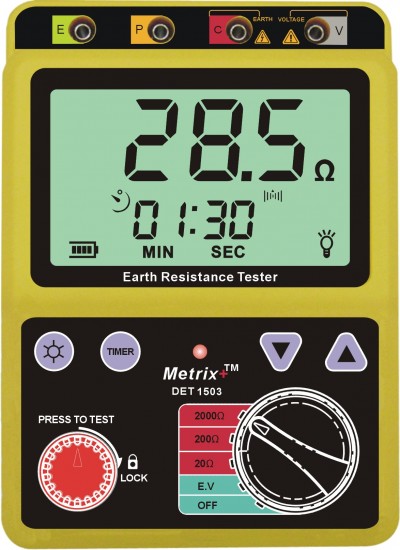 E P C EARTH VOLTAGE V
28.5 Ω
01:30
MIN SEC
Earth Resistance Tester
TIMER
Metrix+™
DET 1503
PRESS TO TEST
LOCK
2000Ω
200Ω
20Ω
E.V
OFF